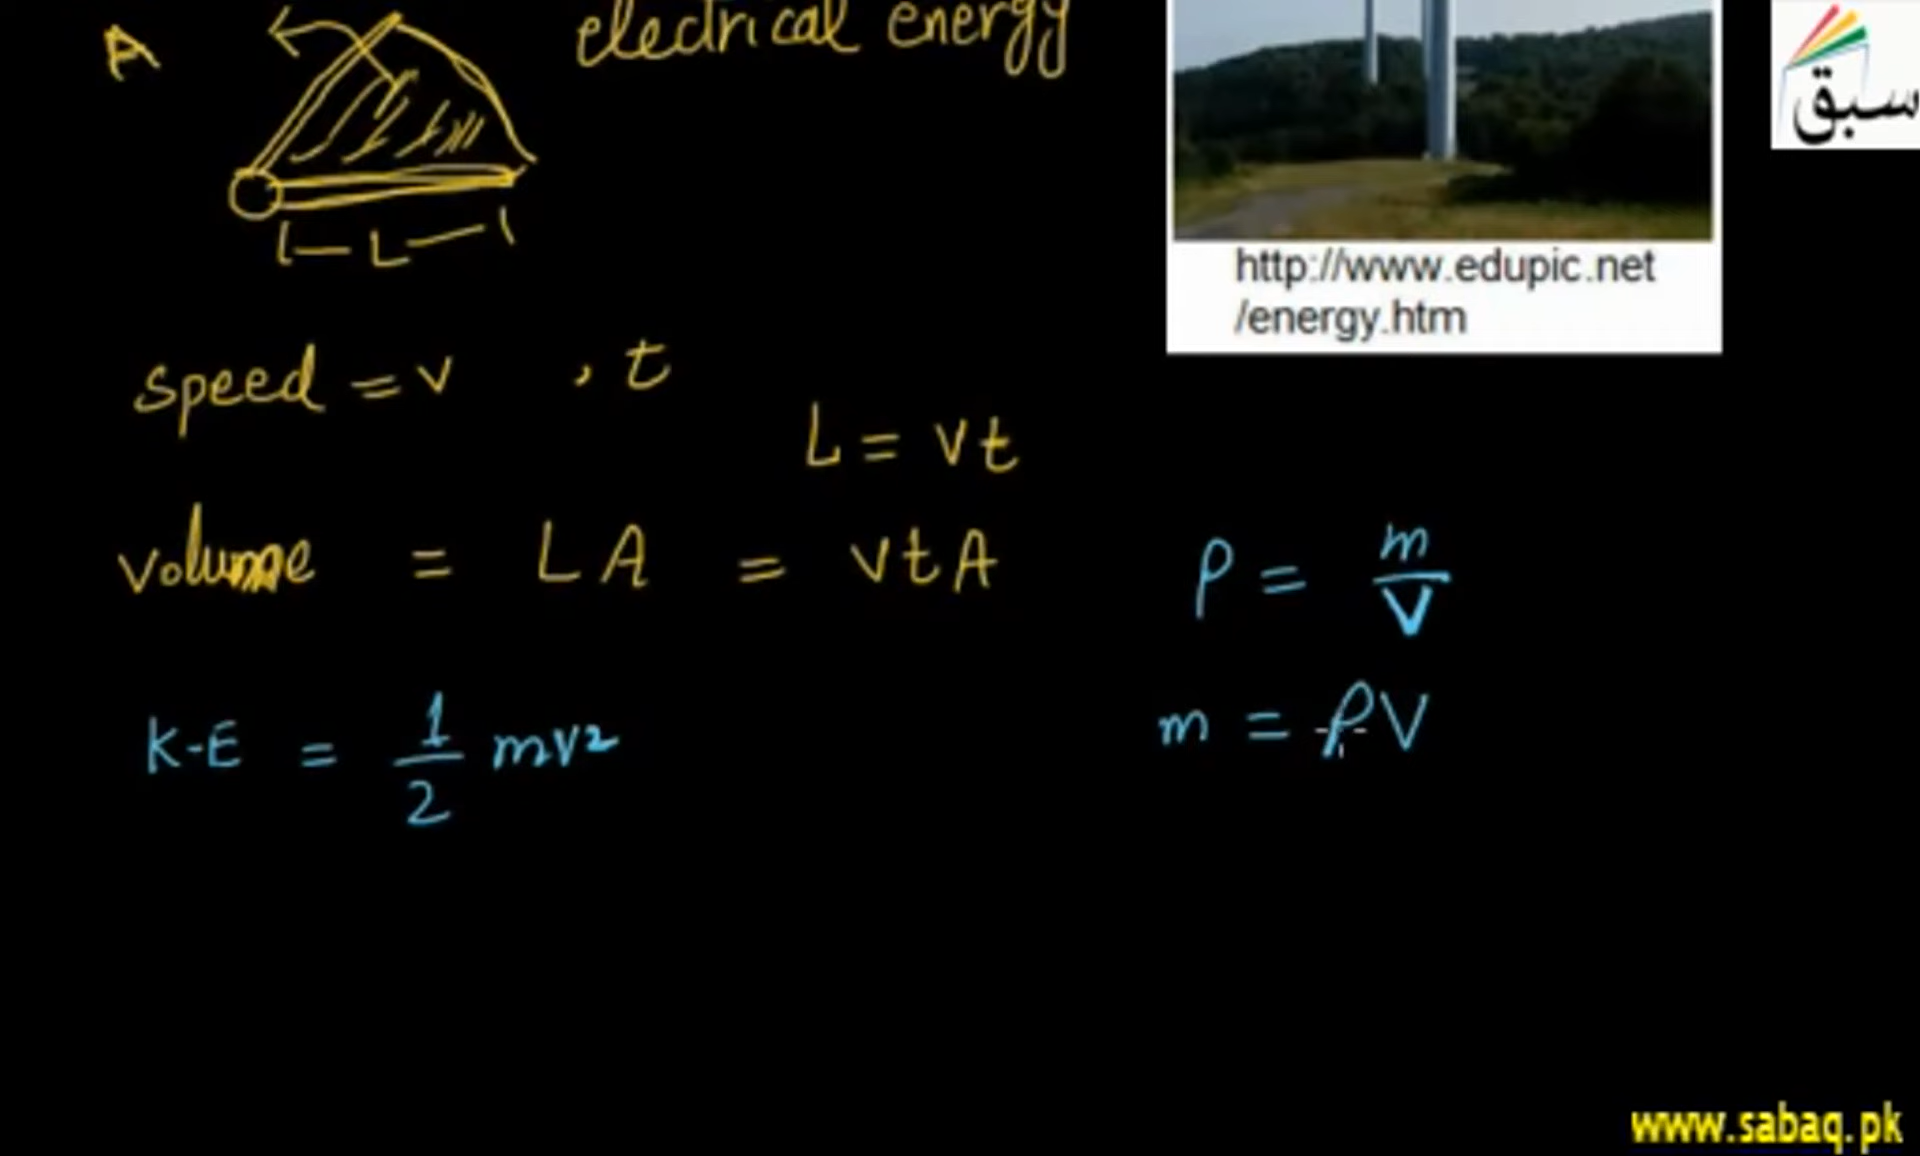 A electrical energy
سبق
L
http://www.edupic.net
/energy.htm
speed = v , t
L = vt
volume = LA = vtA
ρ = m/V
K-E = 1/2 mv²
m = ρV
www.sabaq.pk